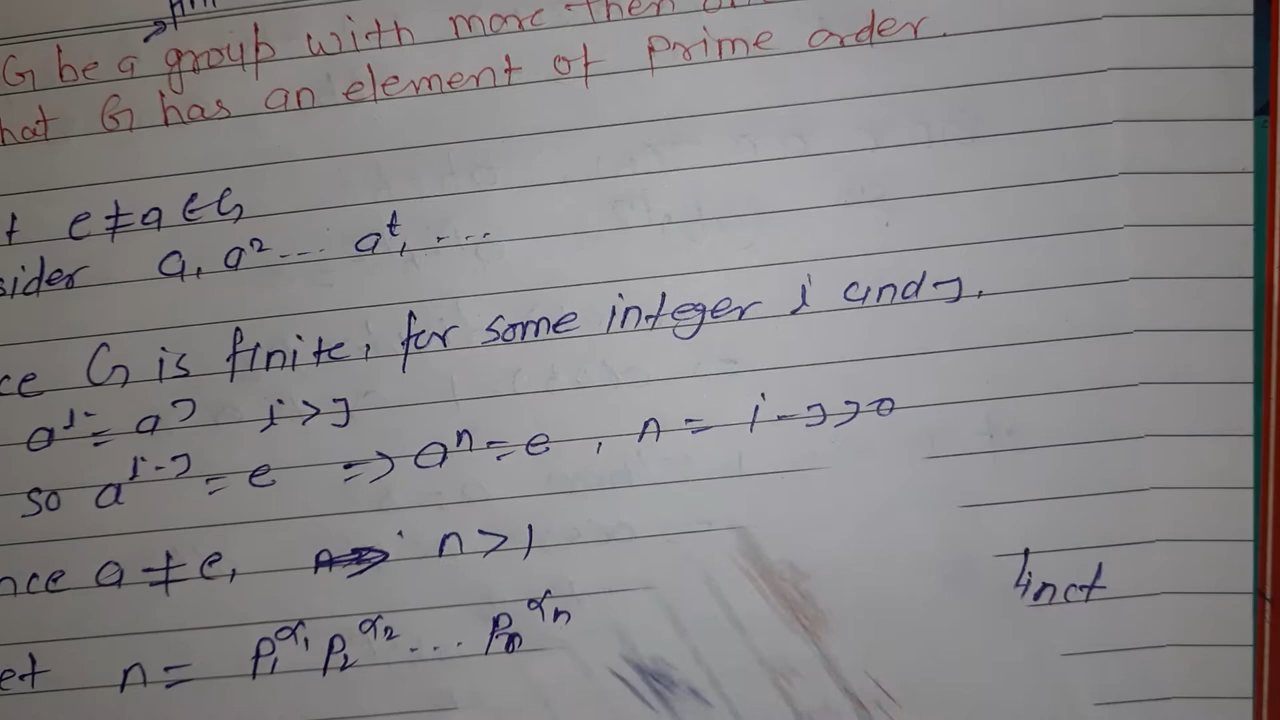 G be a group with more then
hat G has an element of prime order.
t e≠a∈G
sider a, a² ... aᵗ, ...
ce G is finite, for some integer i and j.
aⁱ = aʲ i>j
so aⁱ⁻ʲ = e ⇒ aⁿ = e, n = i-j>0
nce a≠e, n>1
et n = p₁^α₁ p₂^α₂ ... pₙ^αₙ